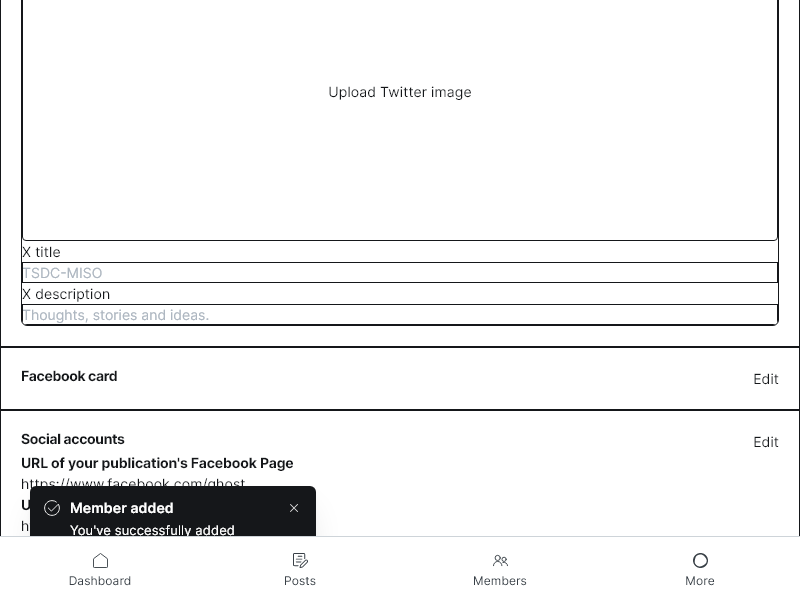 Upload Twitter image
X title
TSDC-MISO
X description
Thoughts, stories and ideas.
Facebook card
Edit
Social accounts
Edit
URL of your publication's Facebook Page
https://www.facebook.com/ghost
U
h
Member added
You've successfully added
Dashboard
Posts
Members
More